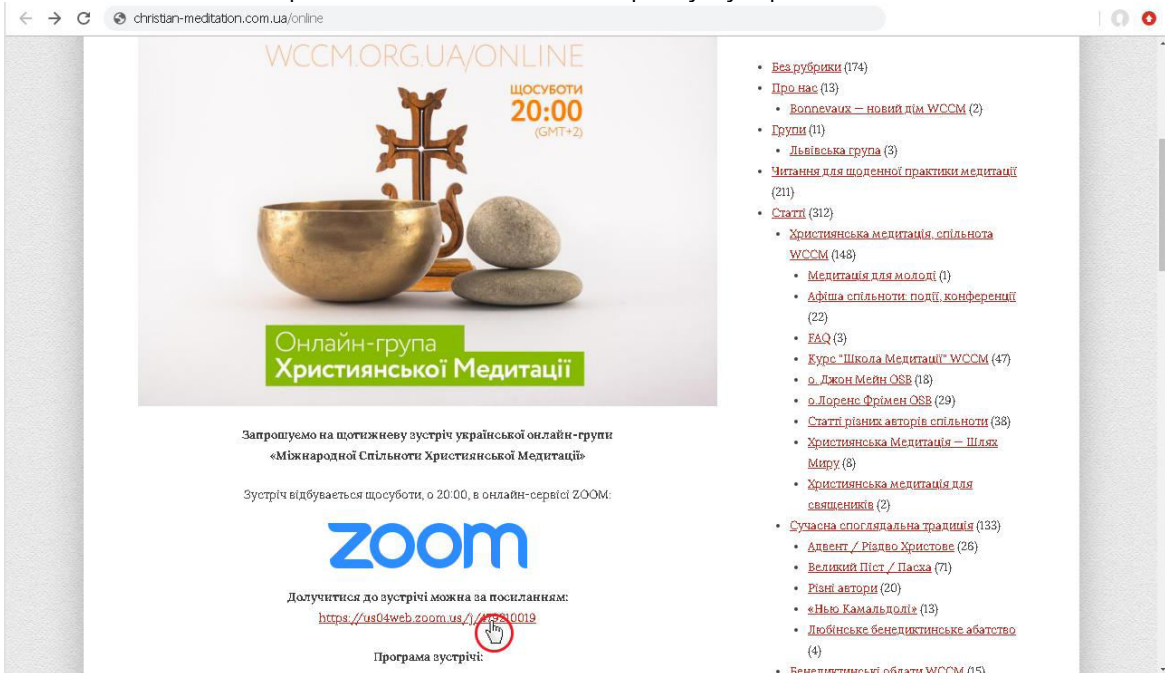 christian-meditation.com.ua/online
WCCM.ORG.UA/ONLINE
ЩОСУБОТИ
20:00
(GMT+2)
Онлайн-група
Християнської Медитації
Запрошуємо на щотижневу зустріч української онлайн-групи
«Міжнародної Спільноти Християнської Медитації»
Зустріч відбувається щосуботи, о 20:00, в онлайн-сервісі ZOOM:
zoom
Долучитися до зустрічі можна за посиланням:
https://us04web.zoom.us/j/479210019
Програма зустрічі:
Без рубрики (174)
Про нас (13)
Bonnevaux — новий дім WCCM (2)
Групи (11)
Львівська група (3)
Читання для щоденної практики медитації
(211)
Статті (312)
Християнська медитація, спільнота
WCCM (148)
Медитація для молоді (1)
Афіша спільноти: події, конференції
(22)
FAQ (3)
Курс "Школа Медитації" WCCM (47)
о. Джон Мейн OSB (18)
о.Лоренс Фрімен OSB (29)
Статті різних авторів спільноти (38)
Християнська Медитація — Шлях
Миру (8)
Християнська медитація для
священиків (2)
Сучасна споглядальна традиція (133)
Адвент / Різдво Христове (26)
Великий Піст / Пасха (71)
Різні автори (20)
«Нью Камальдолі» (13)
Любінське бенедиктинське абатство
(4)
Бенедиктинські облати WCCM (15)